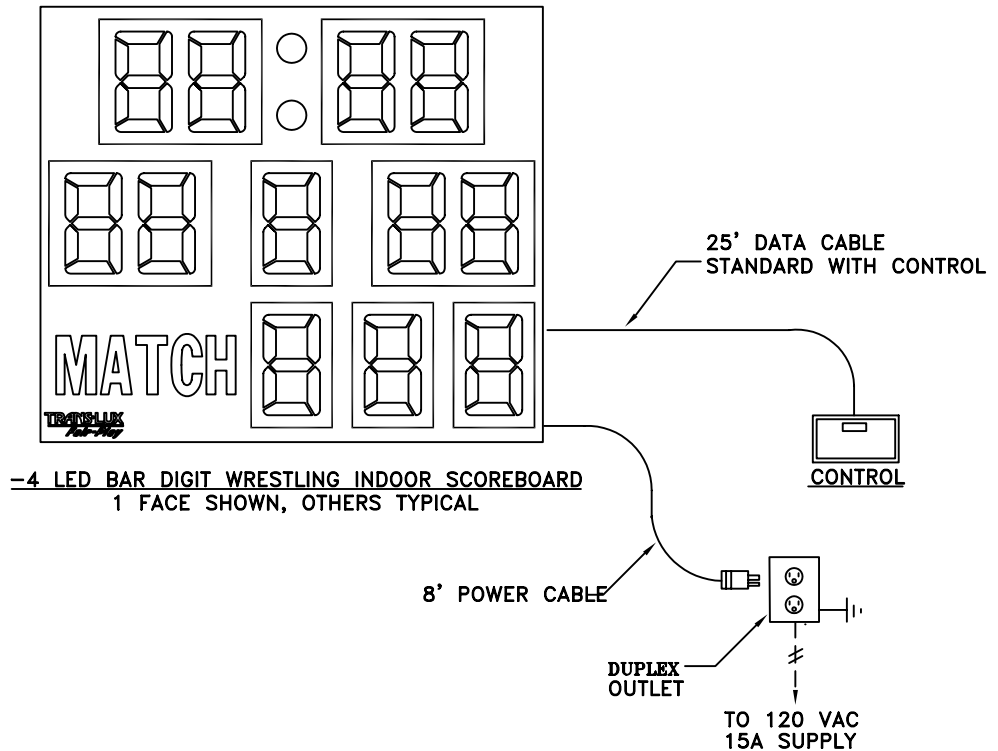 MATCH
TRANS-LUX
Fair-Play
25' DATA CABLE
STANDARD WITH CONTROL
CONTROL
-4 LED BAR DIGIT WRESTLING INDOOR SCOREBOARD
1 FACE SHOWN, OTHERS TYPICAL
8' POWER CABLE
DUPLEX
OUTLET
TO 120 VAC
15A SUPPLY